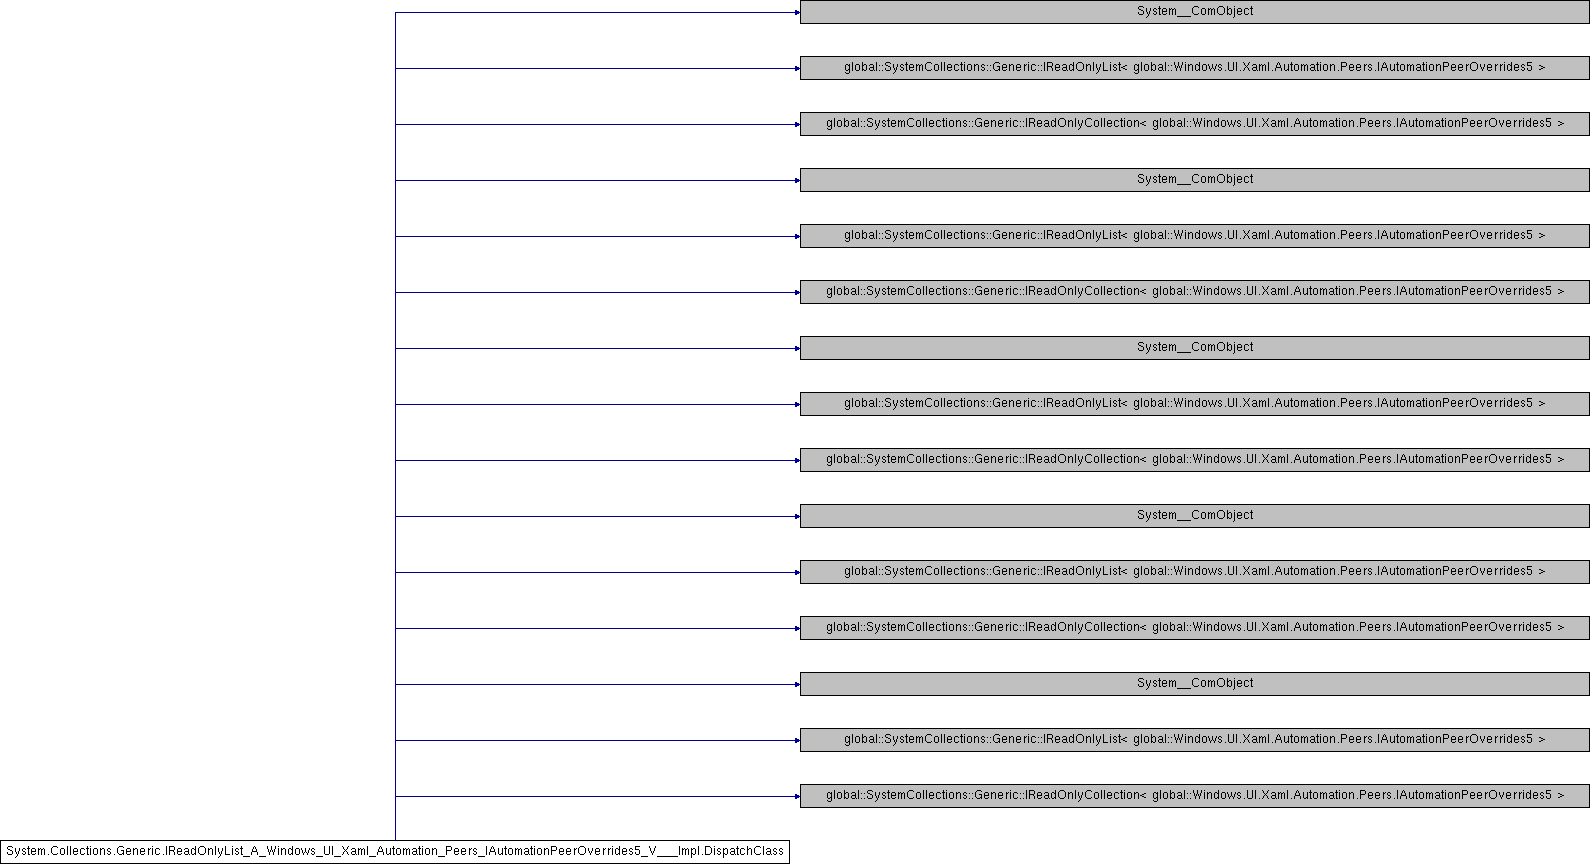 System__ComObject
global::SystemCollections::Generic::IReadOnlyList< global::Windows.UI.Xaml.Automation.Peers.IAutomationPeerOverrides5 >
global::SystemCollections::Generic::IReadOnlyCollection< global::Windows.UI.Xaml.Automation.Peers.IAutomationPeerOverrides5 >
System__ComObject
global::SystemCollections::Generic::IReadOnlyList< global::Windows.UI.Xaml.Automation.Peers.IAutomationPeerOverrides5 >
global::SystemCollections::Generic::IReadOnlyCollection< global::Windows.UI.Xaml.Automation.Peers.IAutomationPeerOverrides5 >
System__ComObject
global::SystemCollections::Generic::IReadOnlyList< global::Windows.UI.Xaml.Automation.Peers.IAutomationPeerOverrides5 >
global::SystemCollections::Generic::IReadOnlyCollection< global::Windows.UI.Xaml.Automation.Peers.IAutomationPeerOverrides5 >
System__ComObject
global::SystemCollections::Generic::IReadOnlyList< global::Windows.UI.Xaml.Automation.Peers.IAutomationPeerOverrides5 >
global::SystemCollections::Generic::IReadOnlyCollection< global::Windows.UI.Xaml.Automation.Peers.IAutomationPeerOverrides5 >
System__ComObject
global::SystemCollections::Generic::IReadOnlyList< global::Windows.UI.Xaml.Automation.Peers.IAutomationPeerOverrides5 >
global::SystemCollections::Generic::IReadOnlyCollection< global::Windows.UI.Xaml.Automation.Peers.IAutomationPeerOverrides5 >
System.Collections.Generic.IReadOnlyList_A_Windows_UI_Xaml_Automation_Peers_IAutomationPeerOverrides5_V___Impl.DispatchClass